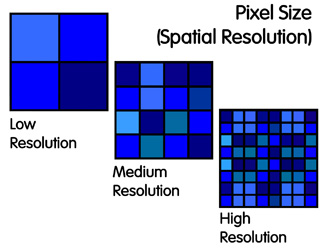 Pixel Size
(Spatial Resolution)
Low
Resolution
Medium
Resolution
High
Resolution